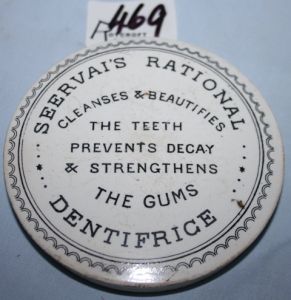 469
SEERVAI'S RATIONAL
CLEANSES & BEAUTIFIES
THE TEETH
PREVENTS DECAY
& STRENGTHENS
THE GUMS
DENTIFRICE